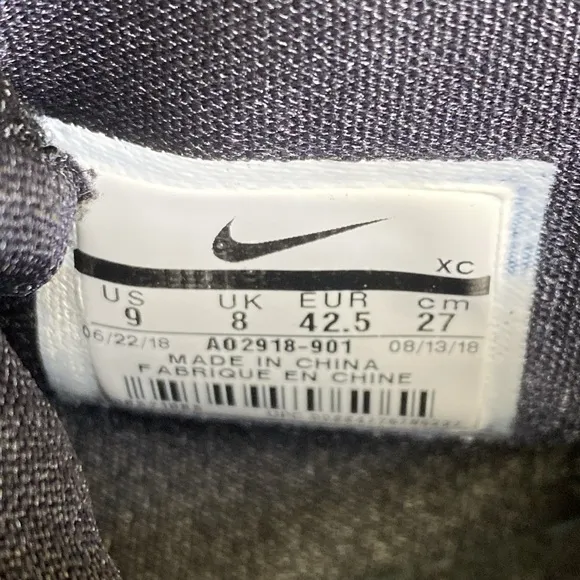 XC
US UK EUR cm
9 8 42.5 27
06/22/18 AO2918-901 08/13/18
MADE IN CHINA
FABRIQUE EN CHINE